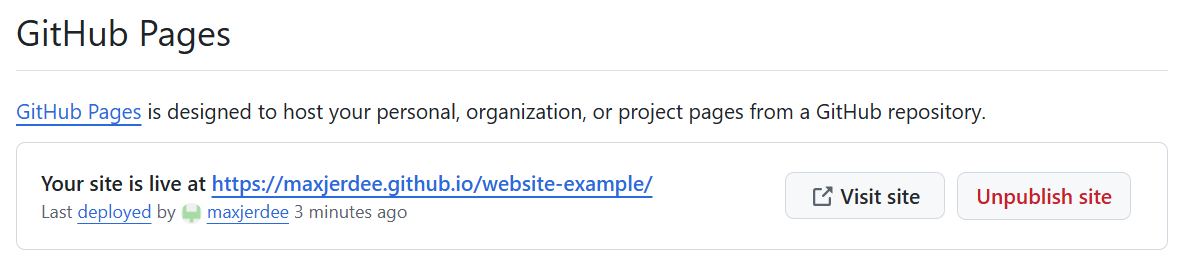 GitHub Pages
GitHub Pages is designed to host your personal, organization, or project pages from a GitHub repository.
Your site is live at https://maxjerdee.github.io/website-example/
Last deployed by maxjerdee 3 minutes ago
Visit site
Unpublish site